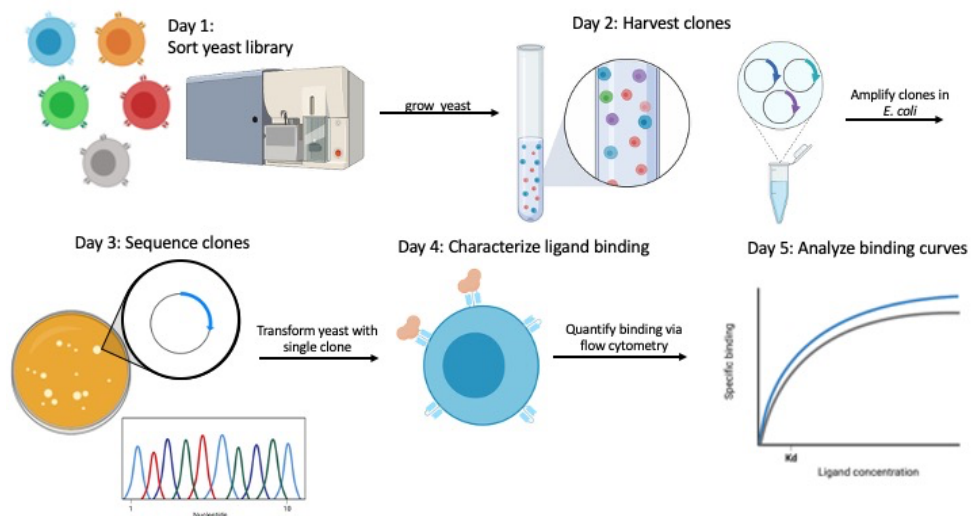 Day 1:
Sort yeast library
grow yeast
Day 2: Harvest clones
Amplify clones in
E. coli
Day 3: Sequence clones
Transform yeast with
single clone
1
10
Nucleotide
Day 4: Characterize ligand binding
Quantify binding via
flow cytometry
Day 5: Analyze binding curves
Specific binding
Kd
Ligand concentration